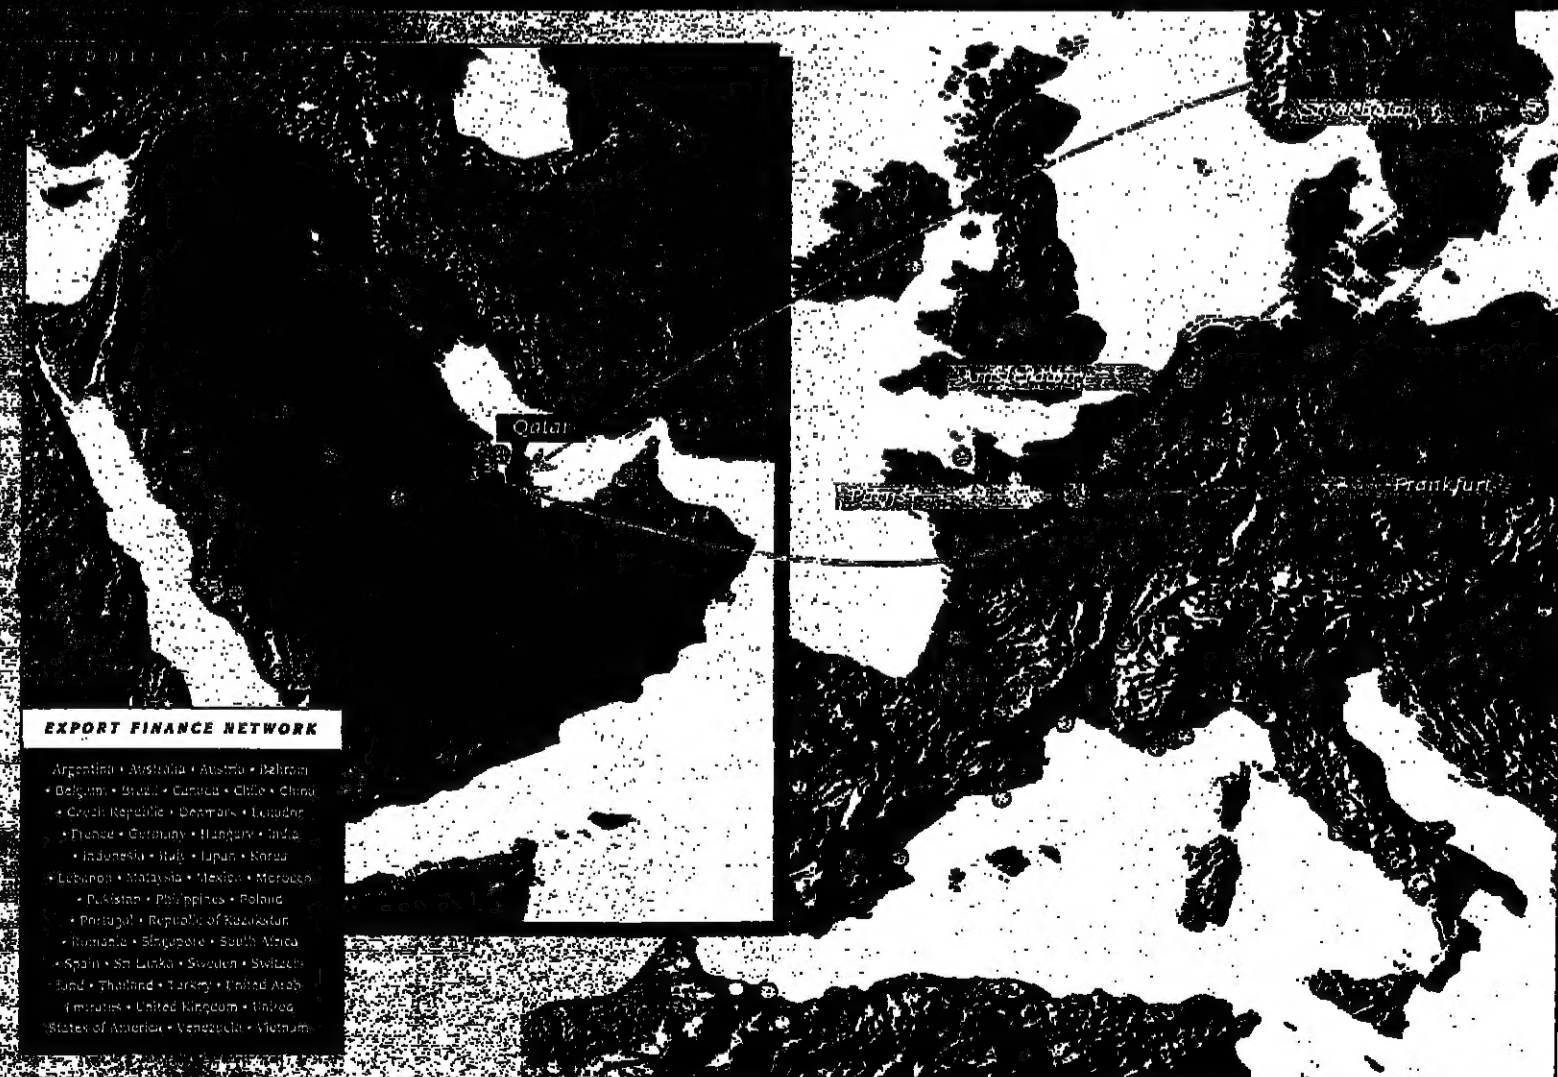 MIDDLE EAST
Stockholm
Amsterdam
Qatar
Frankfurt
EXPORT FINANCE NETWORK
Argentina • Australia • Austria • Bahrain
• Belgium • Brazil • Canada • Chile • China
• Czech Republic • Denmark • Ecuador
• France • Germany • Hungary • India
• Indonesia • Italy • Japan • Korea
• Lebanon • Malaysia • Mexico • Morocco
• Pakistan • Philippines • Poland
• Portugal • Republic of Kazakstan
• Romania • Singapore • South Africa
• Spain • Sri Lanka • Sweden • Switzer-
land • Thailand • Turkey • United Arab
Emirates • United Kingdom • United
States of America • Venezuela • Vietnam